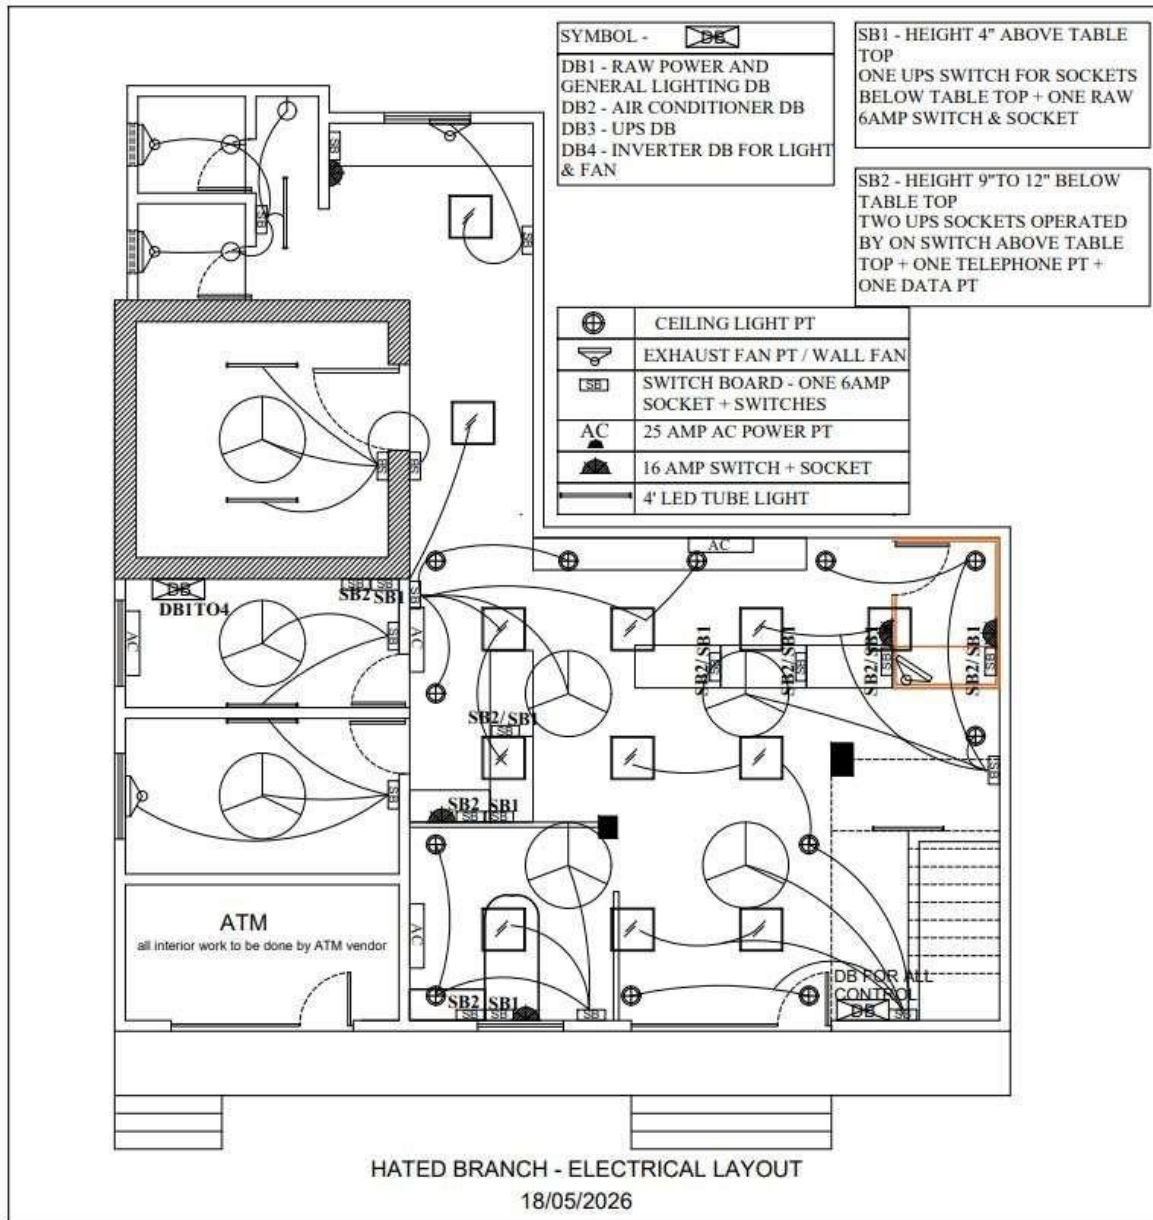 SYMBOL - DB
DB1 - RAW POWER AND
GENERAL LIGHTING DB
DB2 - AIR CONDITIONER DB
DB3 - UPS DB
DB4 - INVERTER DB FOR LIGHT
& FAN
SB1 - HEIGHT 4" ABOVE TABLE
TOP
ONE UPS SWITCH FOR SOCKETS
BELOW TABLE TOP + ONE RAW
6AMP SWITCH & SOCKET
SB2 - HEIGHT 9"TO 12" BELOW
TABLE TOP
TWO UPS SOCKETS OPERATED
BY ON SWITCH ABOVE TABLE
TOP + ONE TELEPHONE PT +
ONE DATA PT
CEILING LIGHT PT
EXHAUST FAN PT / WALL FAN
SB SWITCH BOARD - ONE 6AMP
SOCKET + SWITCHES
AC 25 AMP AC POWER PT
16 AMP SWITCH + SOCKET
4' LED TUBE LIGHT
SB
SB
SB
SB
SB
AC
DB
DB1TO4
SB SB
SB2 SB1
SB
AC
SB
AC
SB2/SB1
SB
SB2/SB1
SB
SB2/SB1
SB
SB2/SB1
SB
SB2/SB1
SB
SB
SB
SB2 SB1
SB SB
ATM
all interior work to be done by ATM vendor
AC
SB2 SB1
SB SB
SB
DB FOR ALL
CONTROL
DB
SB
HATED BRANCH - ELECTRICAL LAYOUT
18/05/2026